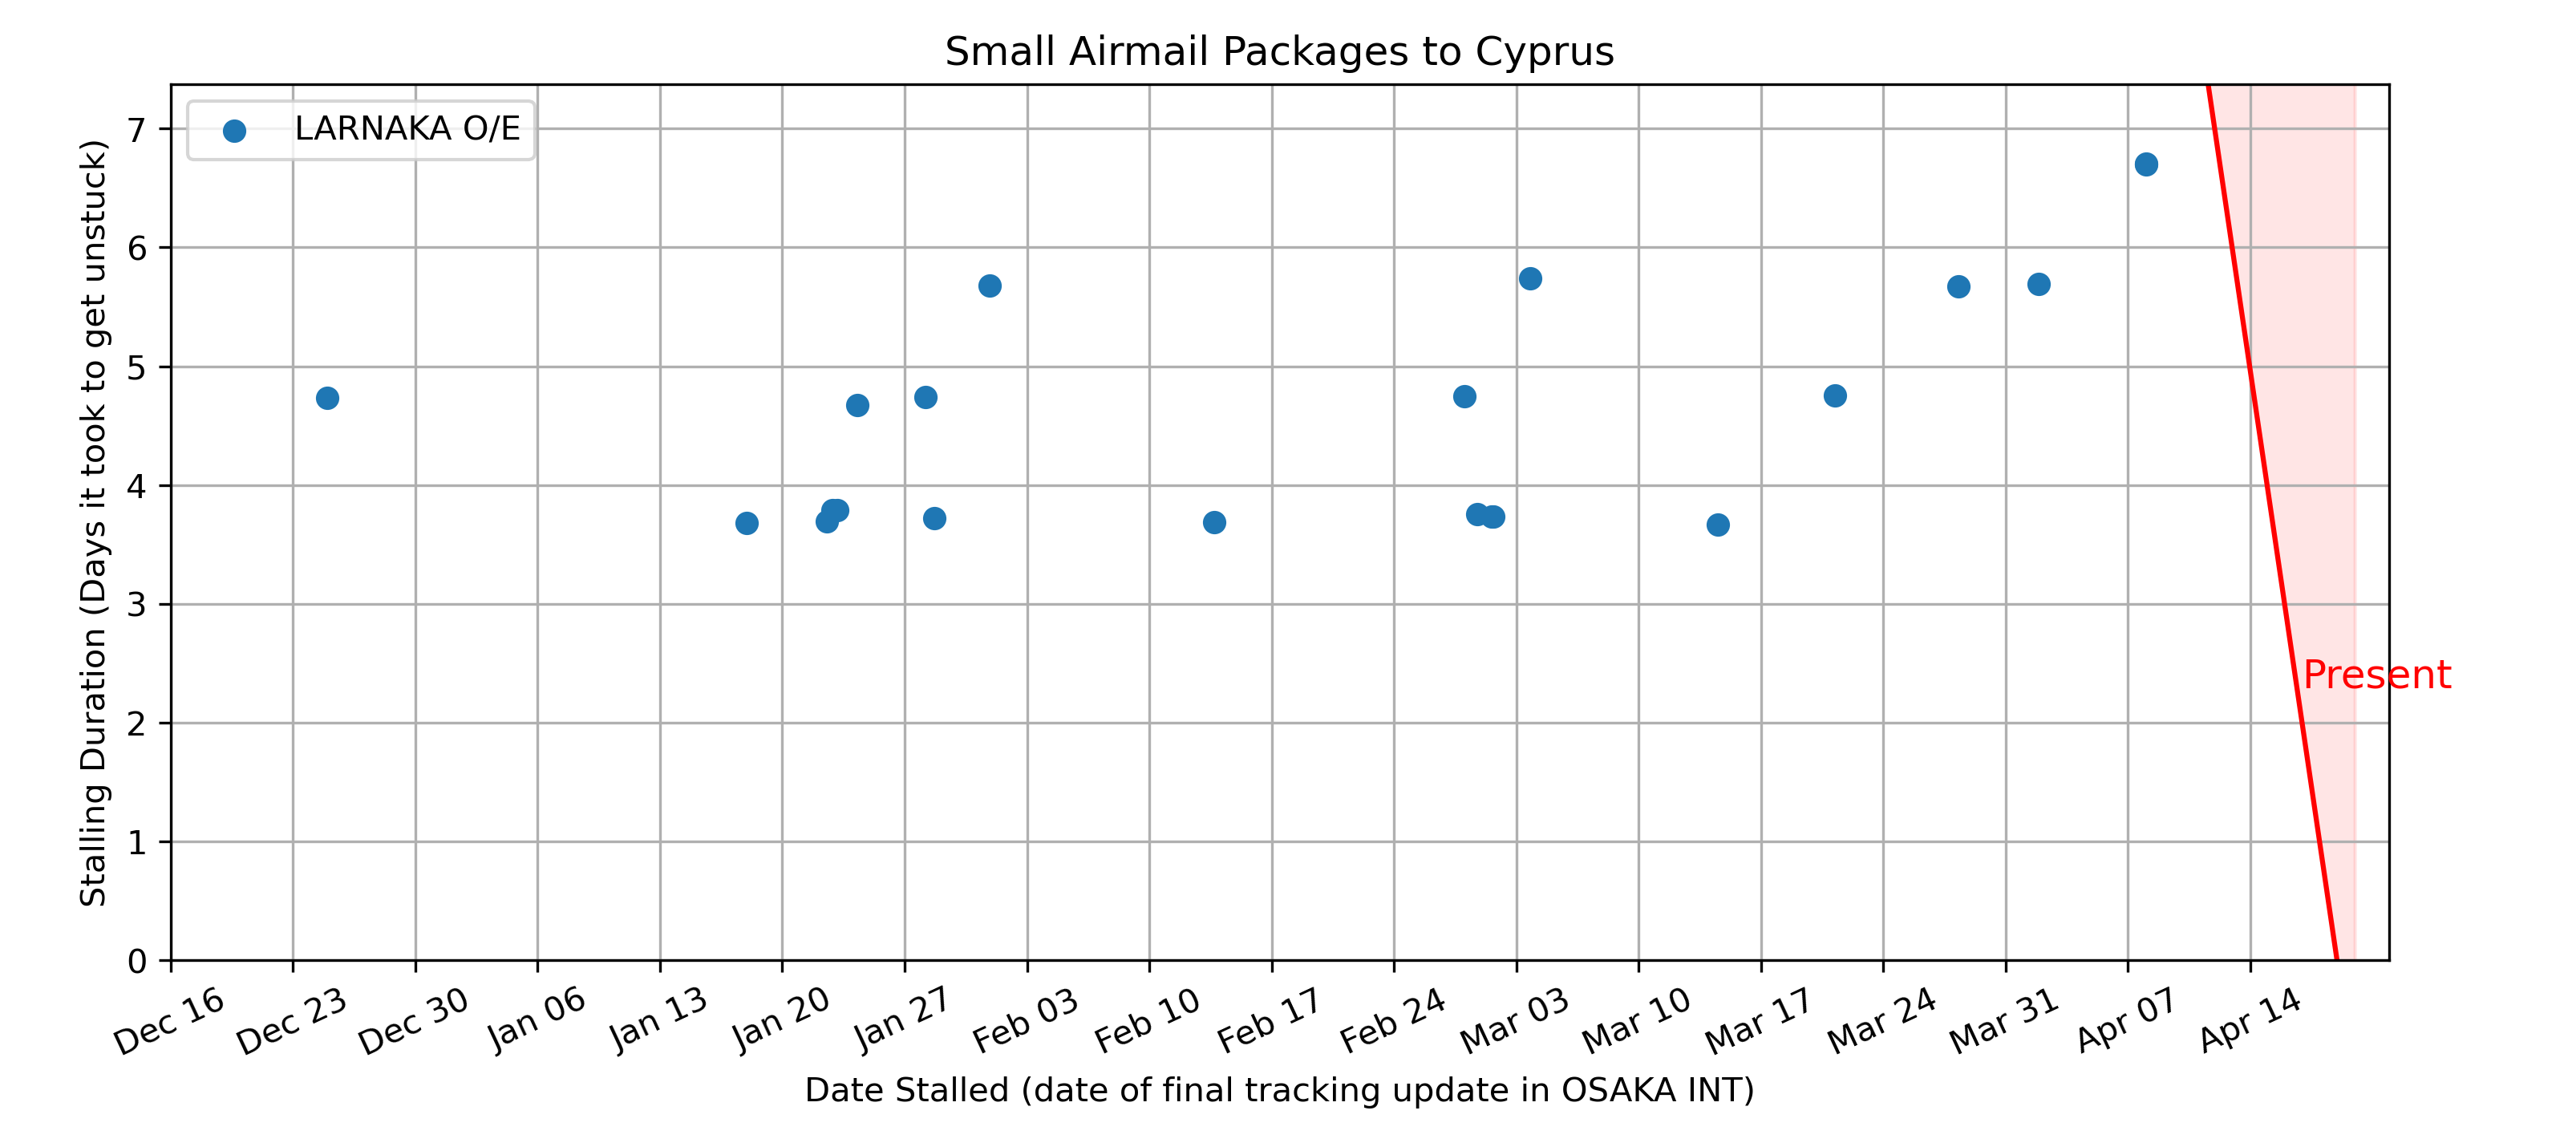 Small Airmail Packages to Cyprus
LARNAKA O/E
Stalling Duration (Days it took to get unstuck)
7
6
5
4
3
2
1
0
Present
Dec 16
Dec 23
Dec 30
Jan 06
Jan 13
Jan 20
Jan 27
Feb 03
Feb 10
Feb 17
Feb 24
Mar 03
Mar 10
Mar 17
Mar 24
Mar 31
Apr 07
Apr 14
Date Stalled (date of final tracking update in OSAKA INT)